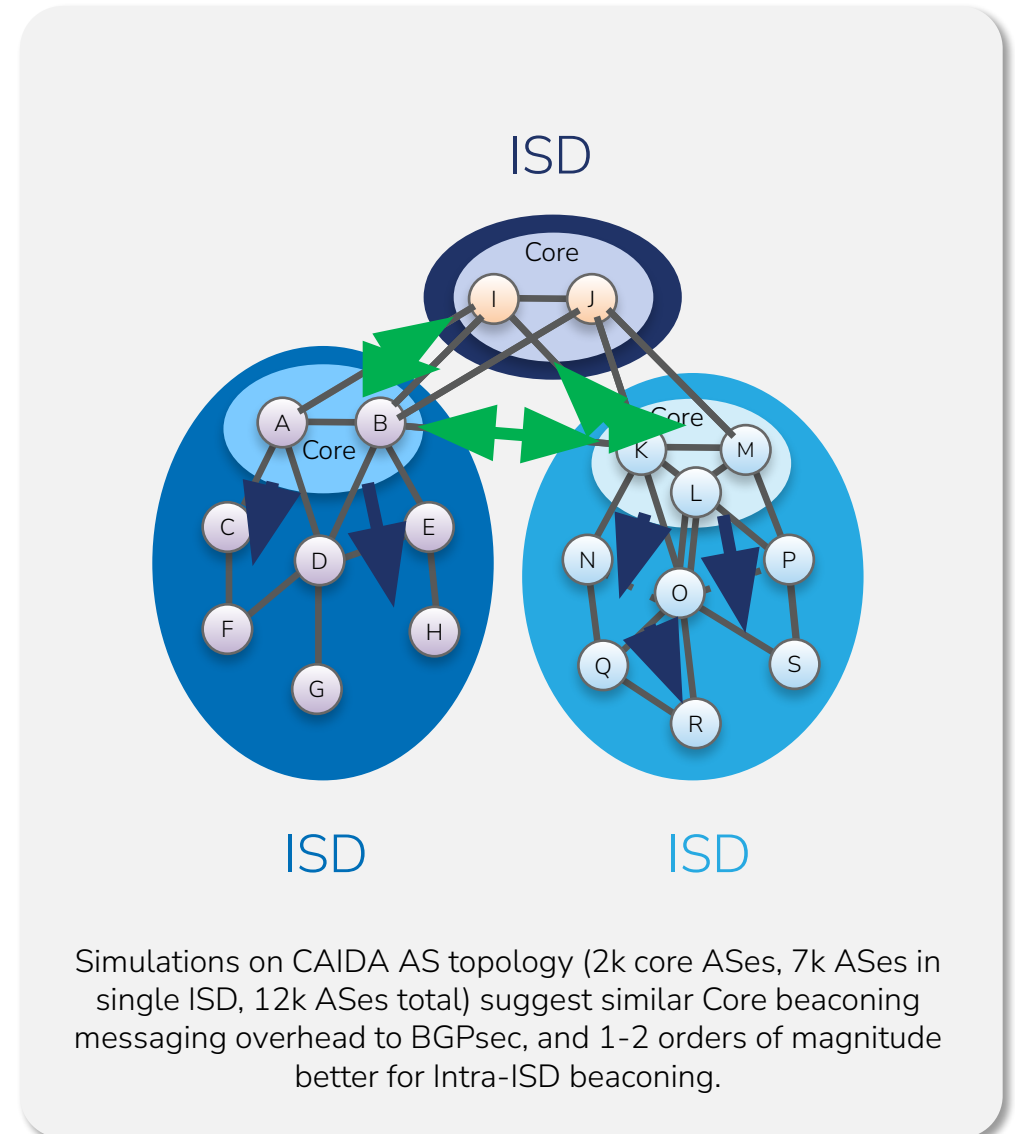 ISD
Core
I
J
A
B
Core
Core
K
M
L
C
E
D
N
P
O
F
H
G
Q
S
R
ISD
ISD
Simulations on CAIDA AS topology (2k core ASes, 7k ASes in
single ISD, 12k ASes total) suggest similar Core beaconing
messaging overhead to BGPsec, and 1-2 orders of magnitude
better for Intra-ISD beaconing.